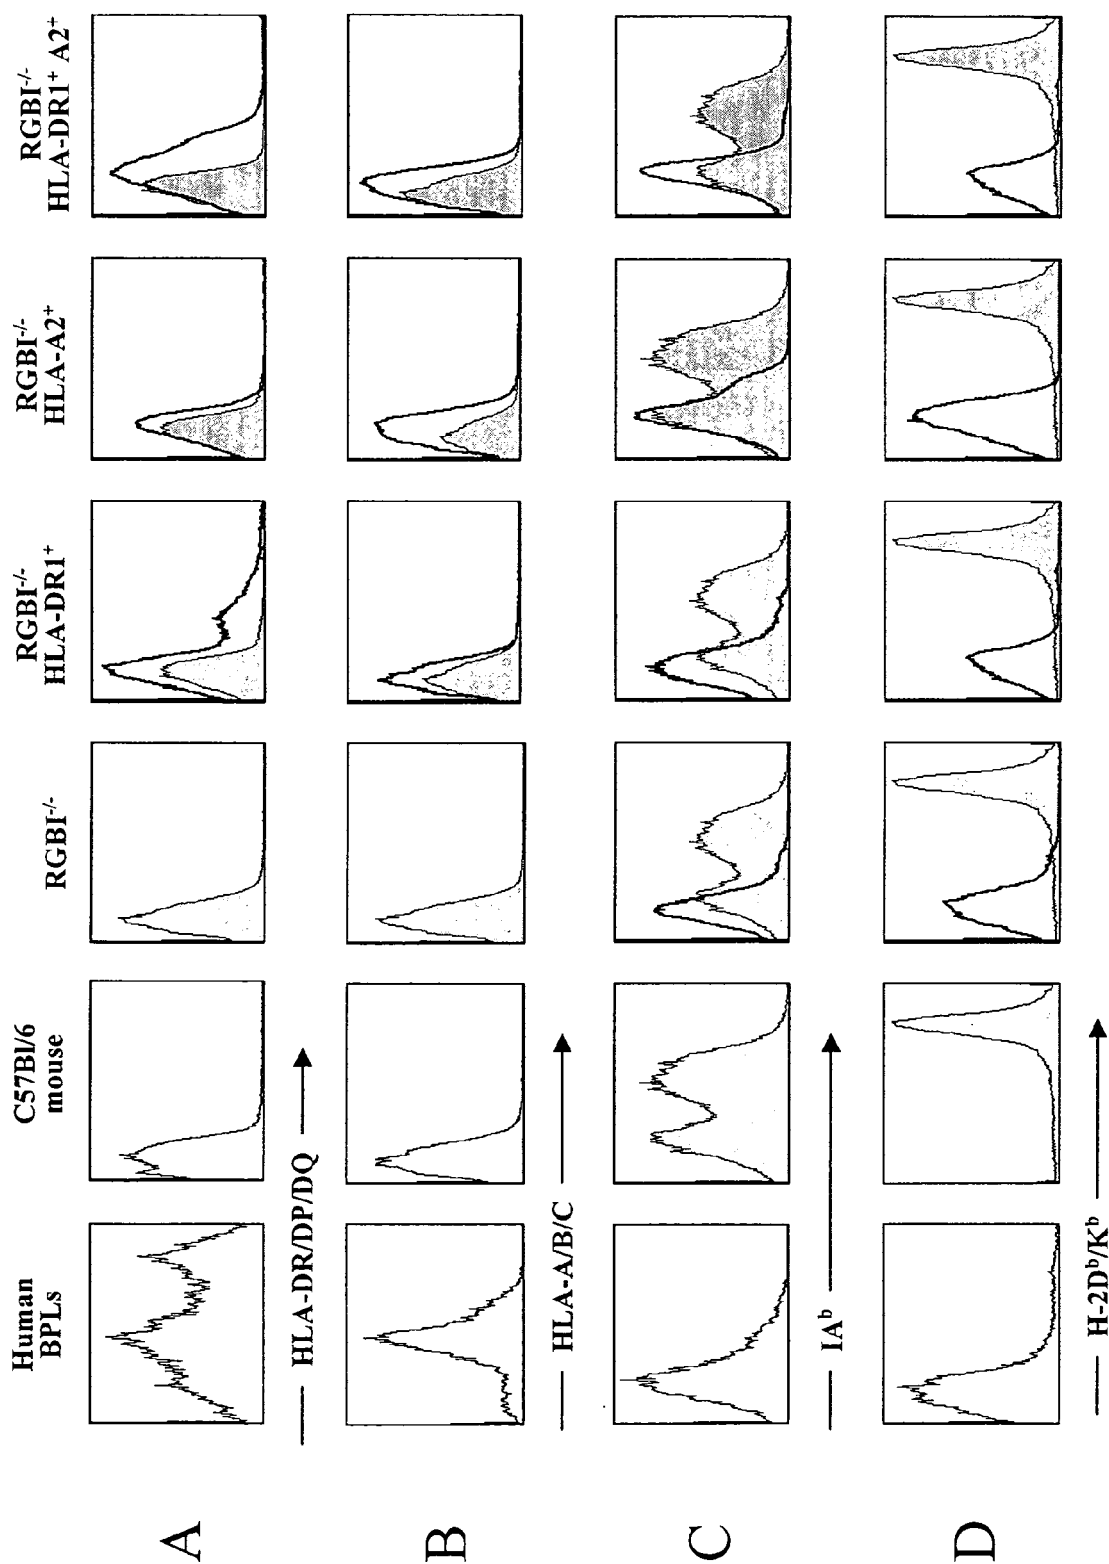 Human
BPLs
C57Bl/6
mouse
RGBI-/-
RGBI-/-
HLA-DR1+
RGBI-/-
HLA-A2+
RGBI-/-
HLA-DR1+ A2+
A
HLA-DR/DP/DQ
B
HLA-A/B/C
C
IAb
D
H-2Db/Kb